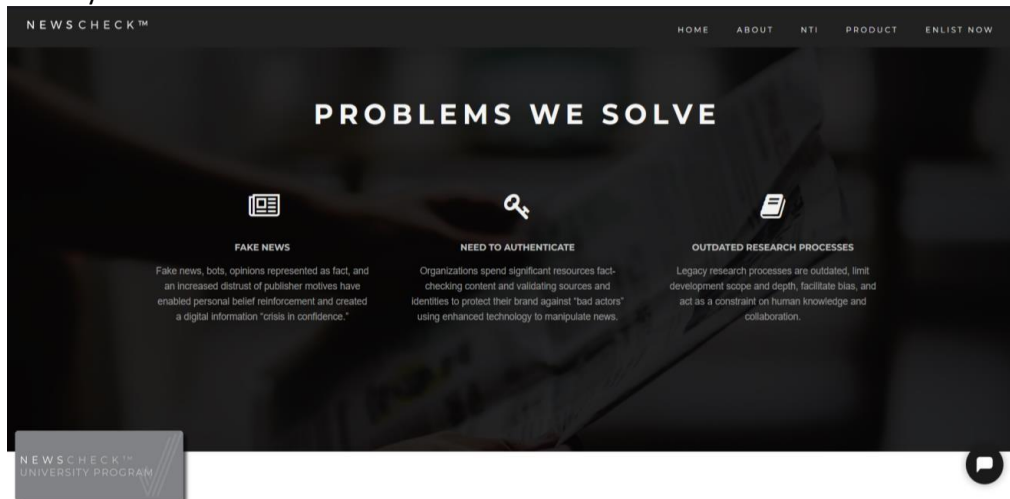 NEWSCHECK™
HOME ABOUT NTI PRODUCT ENLIST NOW
PROBLEMS WE SOLVE
FAKE NEWS
Fake news, bots, opinions represented as fact, and
an increased distrust of publisher motives have
enabled personal belief reinforcement and created
a digital information “crisis in confidence.”
NEED TO AUTHENTICATE
Organizations spend significant resources fact-
checking content and validating sources and
identities to protect their brand against “bad actors”
using enhanced technology to manipulate news.
OUTDATED RESEARCH PROCESSES
Legacy research processes are outdated, limit
development scope and depth, facilitate bias, and
act as a constraint on human knowledge and
collaboration.
NEWSCHECK™
UNIVERSITY PROGRAM